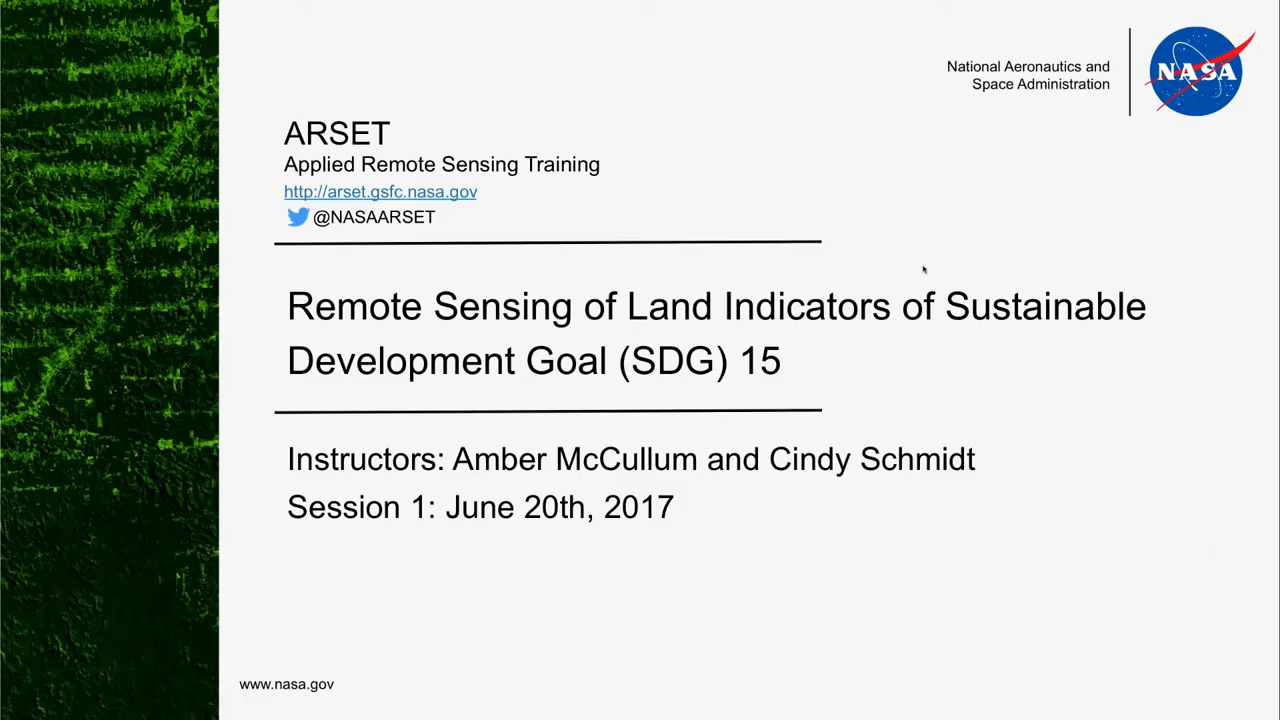 National Aeronautics and
Space Administration
NASA
ARSET
Applied Remote Sensing Training
http://arset.gsfc.nasa.gov
@NASAARSET
Remote Sensing of Land Indicators of Sustainable
Development Goal (SDG) 15
Instructors: Amber McCullum and Cindy Schmidt
Session 1: June 20th, 2017
www.nasa.gov